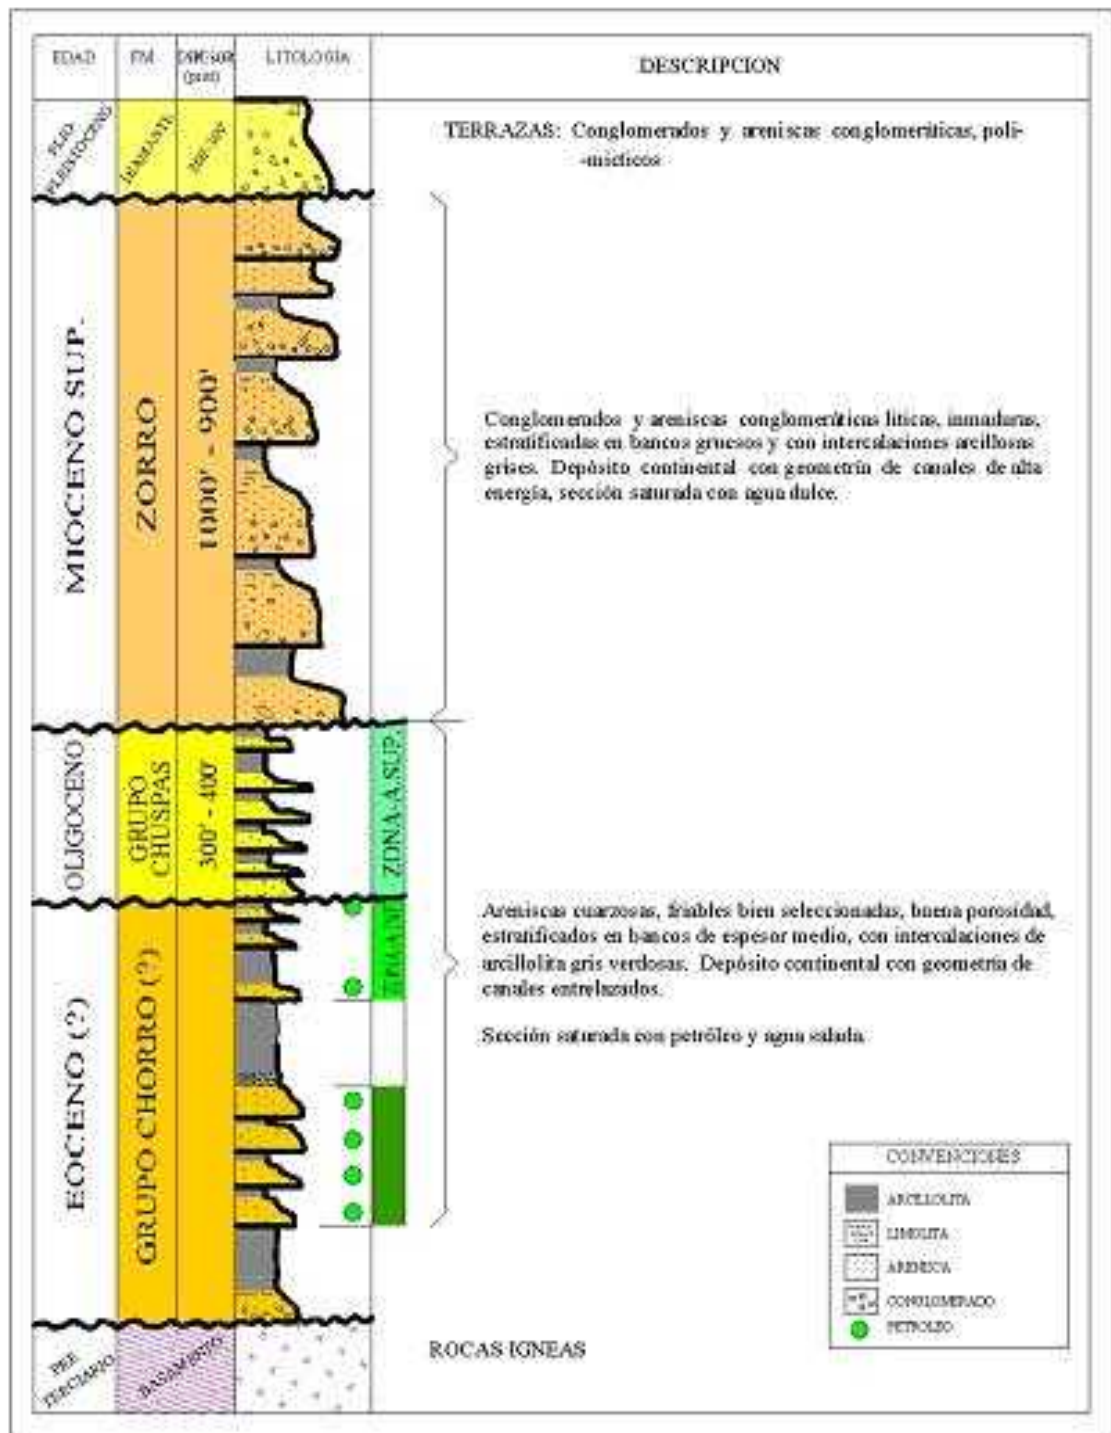 EDAD FM. LITOLOGÍA DESCRIPCION
(pies)
PLIO-
PLEISTOCENO
DIAMANTE
TERRAZAS: Conglomerados y areniscas conglomeráticas, poli-
-mícticos
MIOCENO SUP.
ZORRO
1000' - 900'
Conglomerados y areniscas conglomeráticas líticas, inmaduras,
estratificadas en bancos gruesos y con intercalaciones arcillosas
grises. Depósito continental con geometría de canales de alta
energía, sección saturada con agua dulce.
OLIGOCENO
GRUPO
CHUSPAS
300' - 400'
ZONA-A.SUP.
EOCENO (?)
GRUPO CHORRO (?)
Areniscas cuarzosas, friables bien seleccionadas, buena porosidad,
estratificados en bancos de espesor medio, con intercalaciones de
arcillolita gris verdosas. Depósito continental con geometría de
canales entrelazados.
Sección saturada con petróleo y agua salada.
CONVENCIONES
ARCILLOLITA
LIMOLITA
ARENISCA
CONGLOMERADO
PETROLEO
PRE
TERCIARIO
BASAMENTO
ROCAS IGNEAS